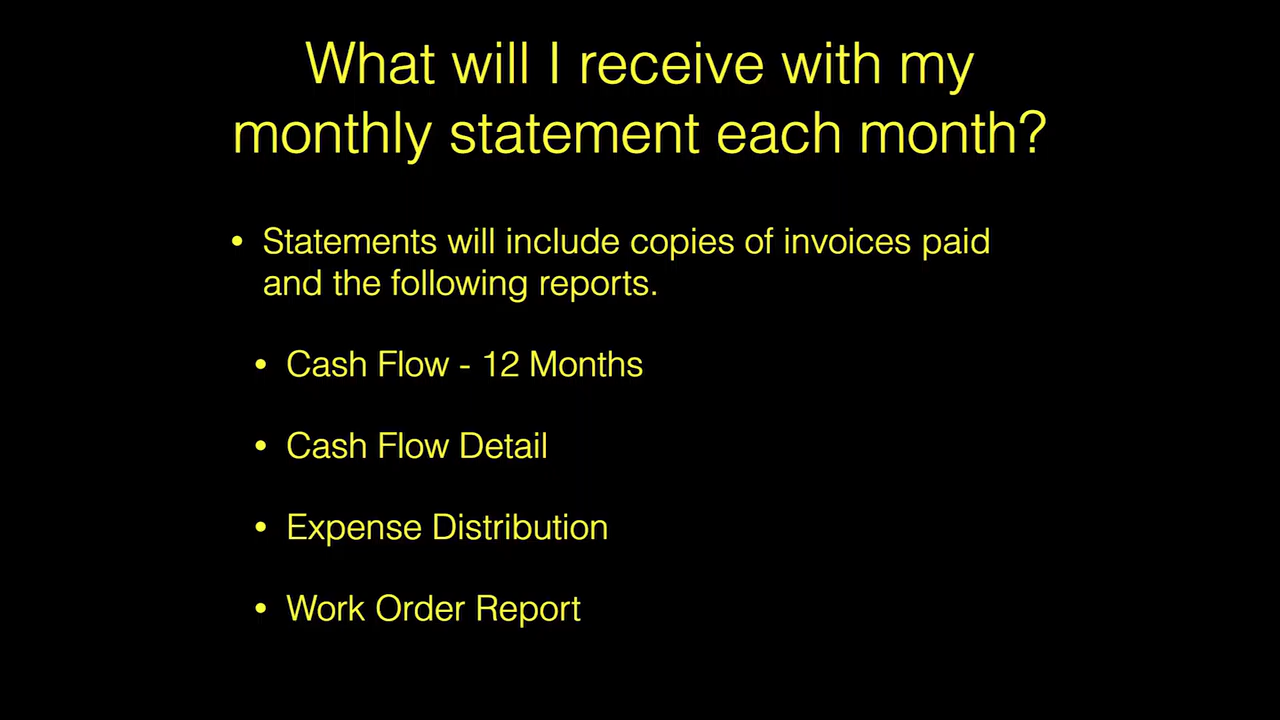 What will I receive with my
monthly statement each month?
• Statements will include copies of invoices paid
and the following reports.
• Cash Flow - 12 Months
• Cash Flow Detail
• Expense Distribution
• Work Order Report